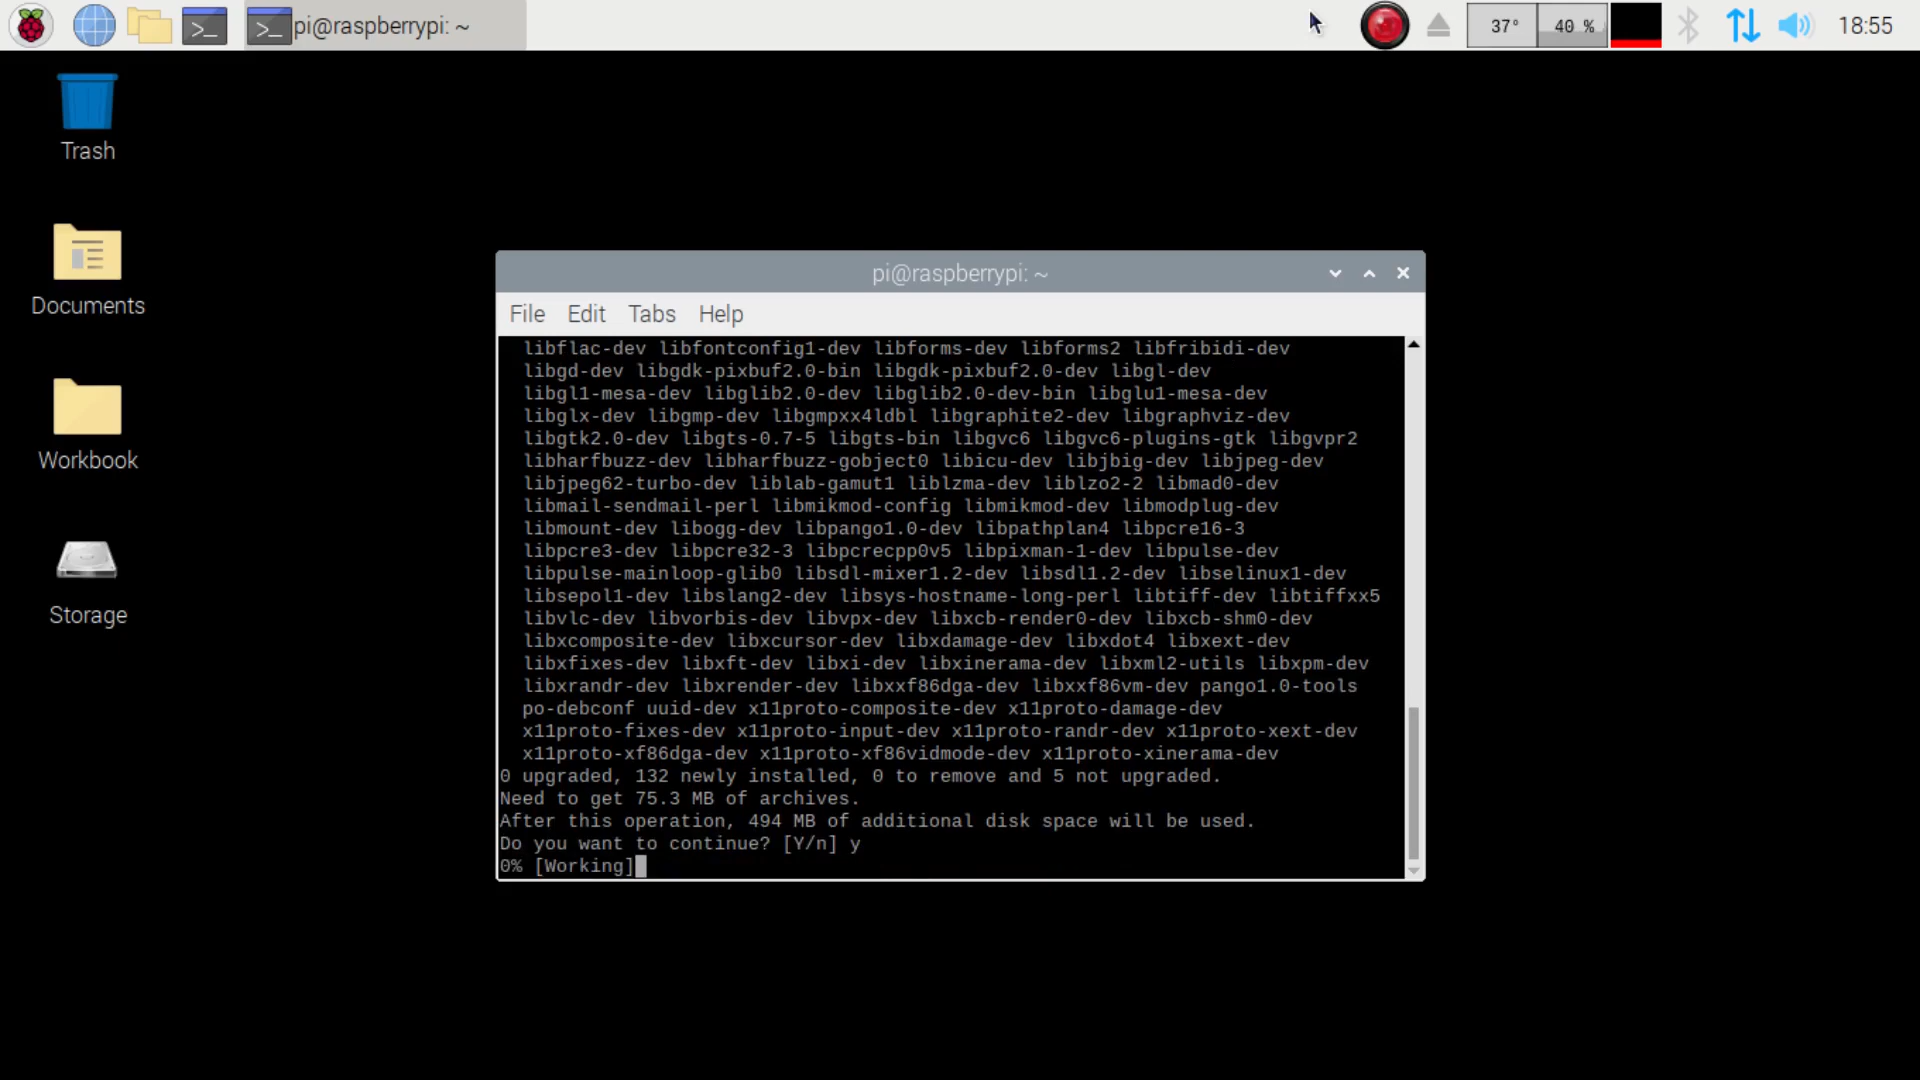 pi@raspberrypi: ~
37°
40 %
18:55
Trash
Documents
Workbook
Storage
pi@raspberrypi: ~
File Edit Tabs Help
libflac-dev libfontconfig1-dev libforms-dev libforms2 libfribidi-dev
libgd-dev libgdk-pixbuf2.0-bin libgdk-pixbuf2.0-dev libgl-dev
libgl1-mesa-dev libglib2.0-dev libglib2.0-dev-bin libglu1-mesa-dev
libglx-dev libgmp-dev libgmpxx4ldbl libgraphite2-dev libgraphviz-dev
libgtk2.0-dev libgts-0.7-5 libgts-bin libgvc6 libgvc6-plugins-gtk libgvpr2
libharfbuzz-dev libharfbuzz-gobject0 libicu-dev libjbig-dev libjpeg-dev
libjpeg62-turbo-dev liblab-gamut1 liblzma-dev liblzo2-2 libmad0-dev
libmail-sendmail-perl libmikmod-config libmikmod-dev libmodplug-dev
libmount-dev libogg-dev libpango1.0-dev libpathplan4 libpcre16-3
libpcre3-dev libpcre32-3 libpcrecpp0v5 libpixman-1-dev libpulse-dev
libpulse-mainloop-glib0 libsdl-mixer1.2-dev libsdl1.2-dev libselinux1-dev
libsepol1-dev libslang2-dev libsys-hostname-long-perl libtiff-dev libtiffxx5
libvlc-dev libvorbis-dev libvpx-dev libxcb-render0-dev libxcb-shm0-dev
libxcomposite-dev libxcursor-dev libxdamage-dev libxdot4 libxext-dev
libxfixes-dev libxft-dev libxi-dev libxinerama-dev libxml2-utils libxpm-dev
libxrandr-dev libxrender-dev libxxf86dga-dev libxxf86vm-dev pango1.0-tools
po-debconf uuid-dev x11proto-composite-dev x11proto-damage-dev
x11proto-fixes-dev x11proto-input-dev x11proto-randr-dev x11proto-xext-dev
x11proto-xf86dga-dev x11proto-xf86vidmode-dev x11proto-xinerama-dev
0 upgraded, 132 newly installed, 0 to remove and 5 not upgraded.
Need to get 75.3 MB of archives.
After this operation, 494 MB of additional disk space will be used.
Do you want to continue? [Y/n] y
0% [Working]